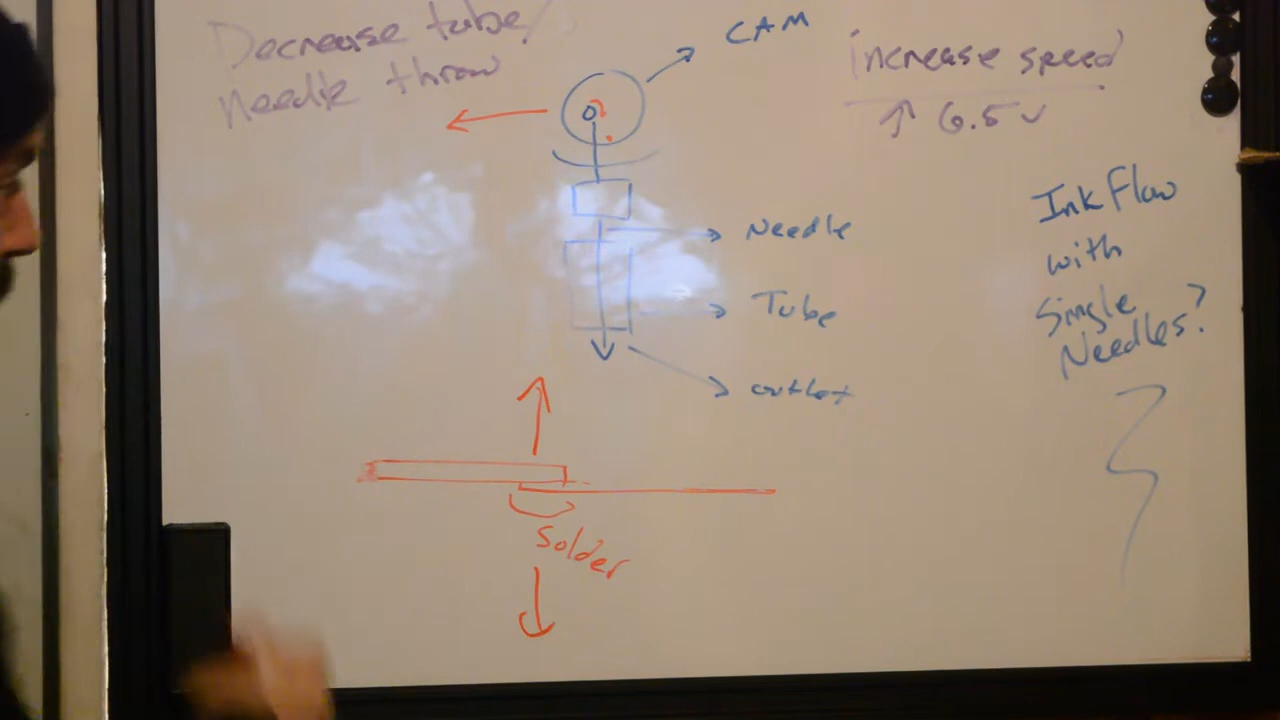 Decrease tube/
Needle throw
CAM
increase speed
↑ 6.5v
Ink Flow
with
Single
Needles?
Needle
Tube
outlet
Solder